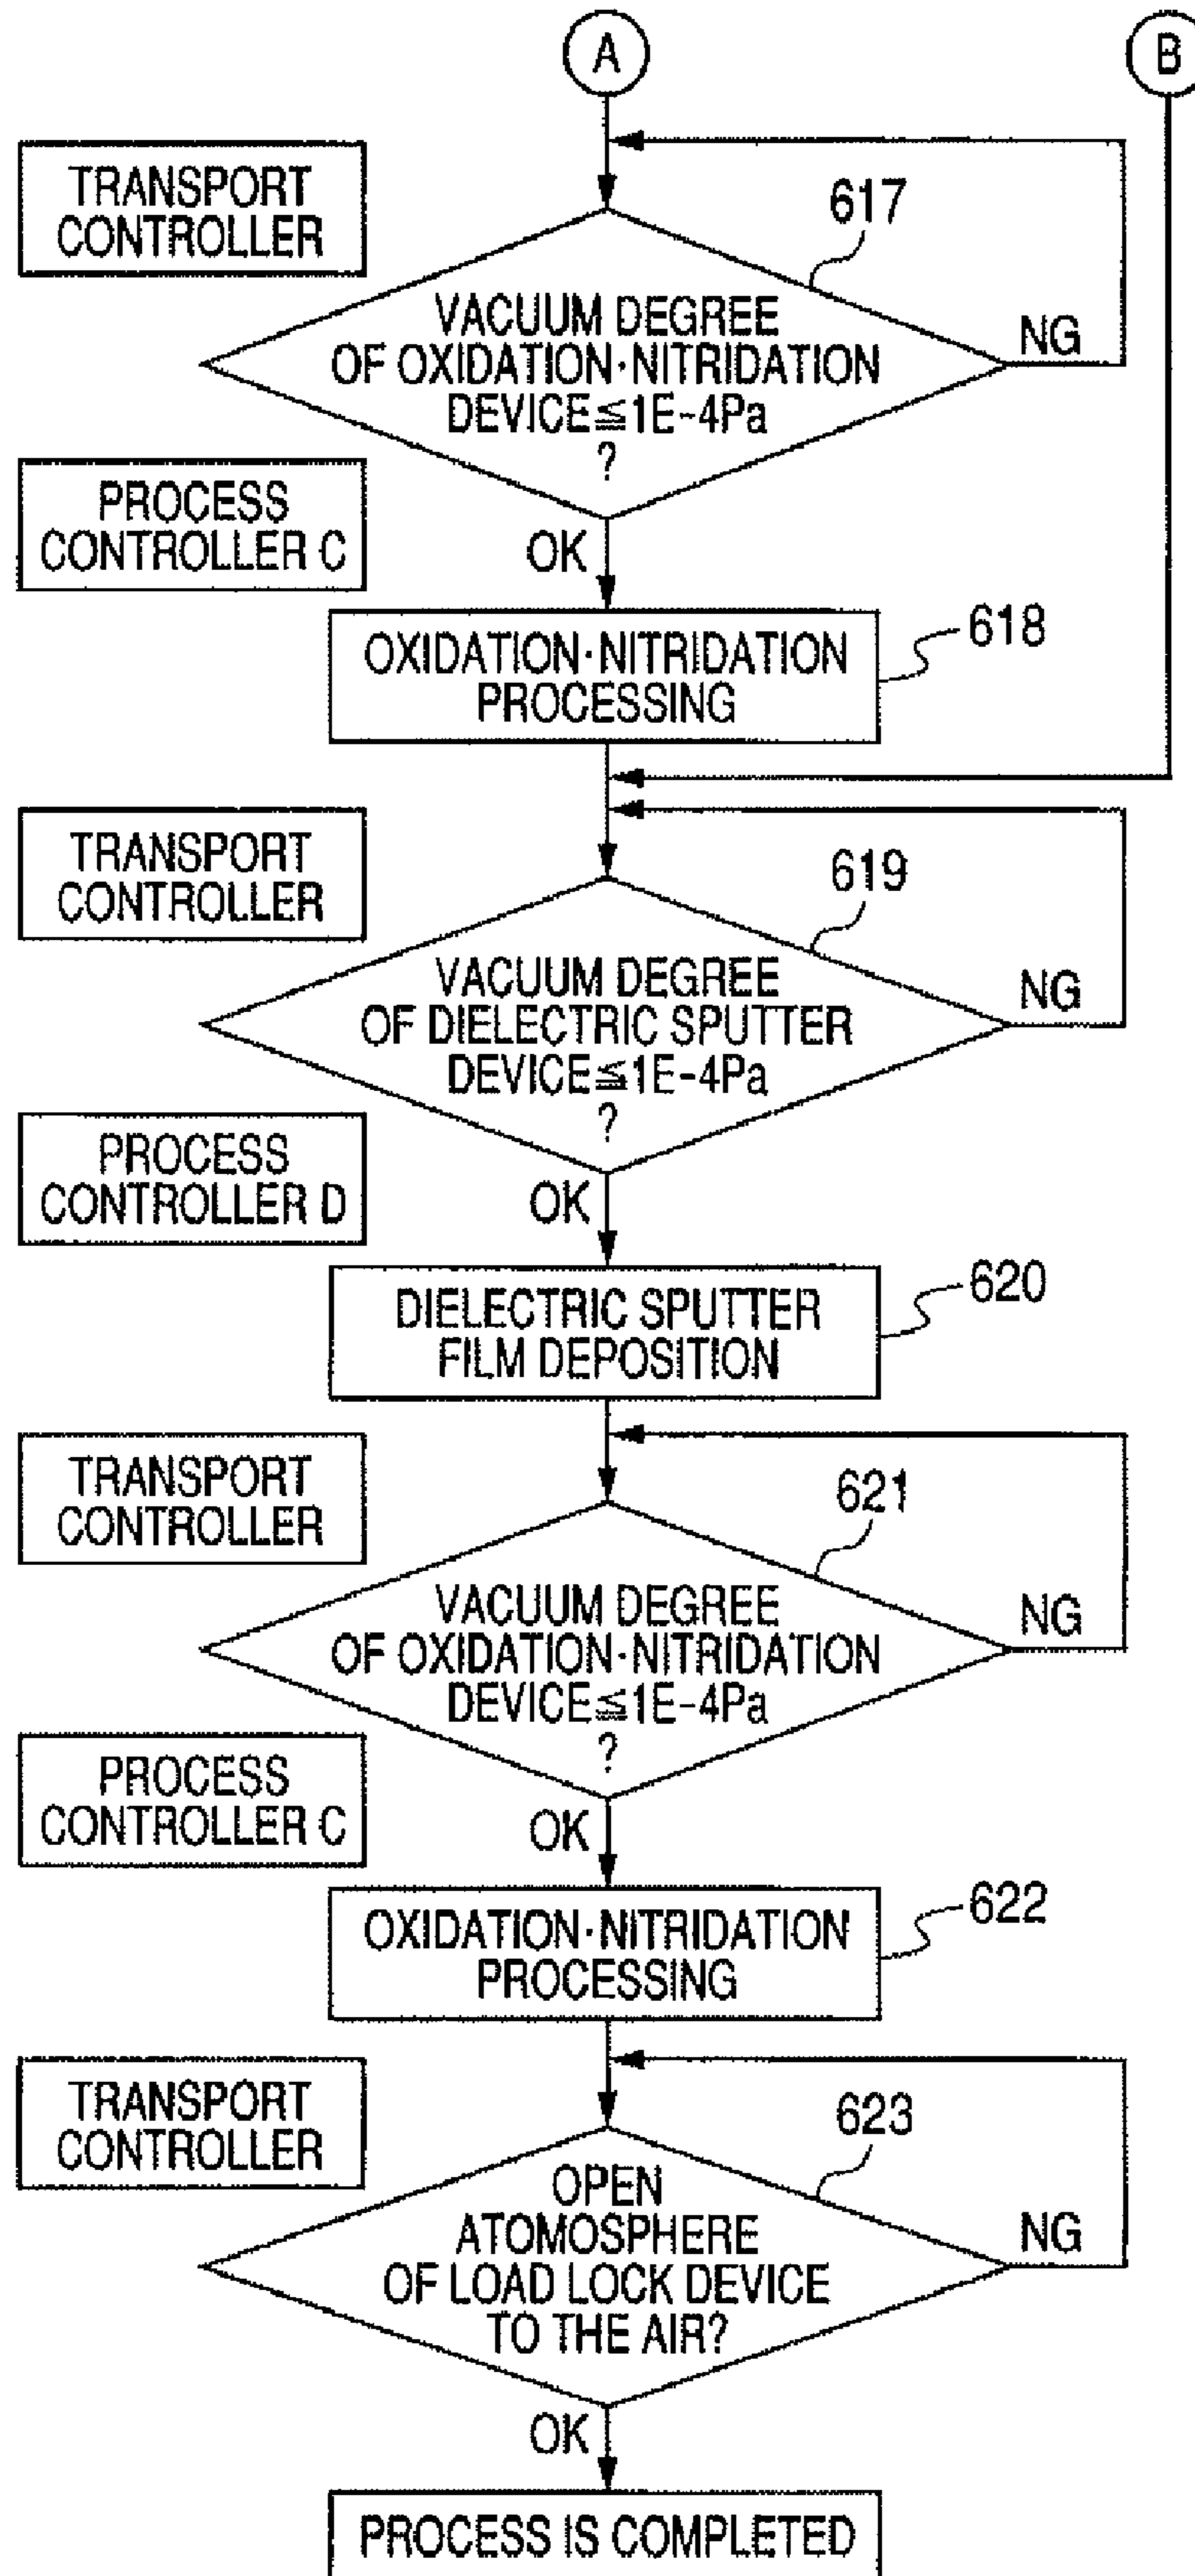 A
B
TRANSPORT
CONTROLLER
617
VACUUM DEGREE
OF OXIDATION·NITRIDATION
DEVICE≦1E-4Pa
?
NG
PROCESS
CONTROLLER C
OK
OXIDATION·NITRIDATION
PROCESSING
618
TRANSPORT
CONTROLLER
619
VACUUM DEGREE
OF DIELECTRIC SPUTTER
DEVICE≦1E-4Pa
?
NG
PROCESS
CONTROLLER D
OK
DIELECTRIC SPUTTER
FILM DEPOSITION
620
TRANSPORT
CONTROLLER
621
VACUUM DEGREE
OF OXIDATION·NITRIDATION
DEVICE≦1E-4Pa
?
NG
PROCESS
CONTROLLER C
OK
OXIDATION·NITRIDATION
PROCESSING
622
TRANSPORT
CONTROLLER
623
OPEN
ATOMOSPHERE
OF LOAD LOCK DEVICE
TO THE AIR?
NG
OK
PROCESS IS COMPLETED